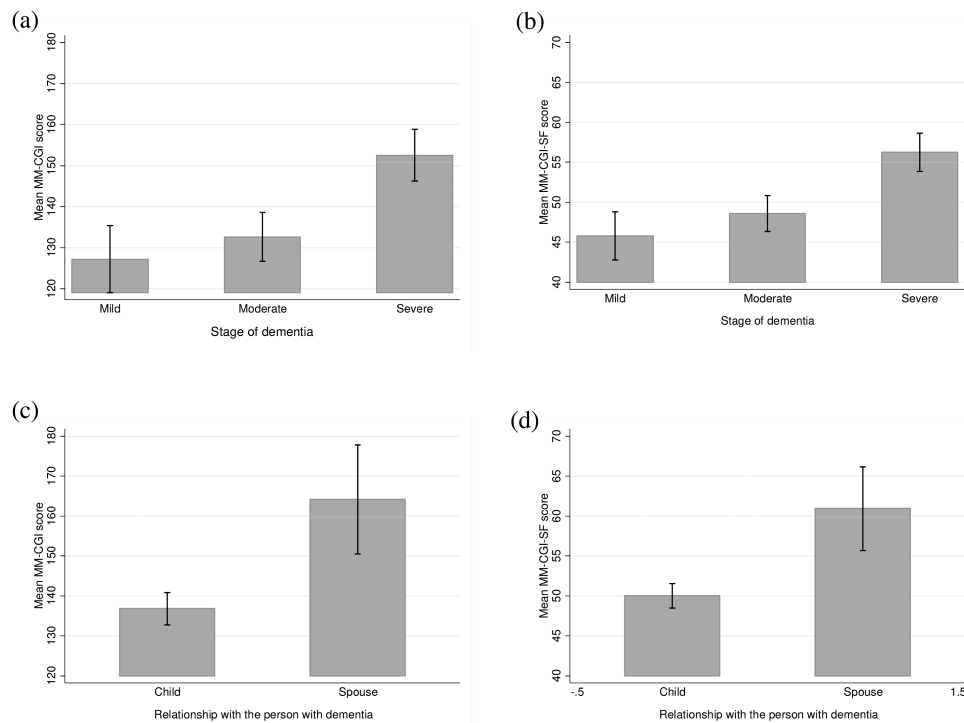 (a)
Mean MM-CGI score
180
170
160
150
140
130
120
Mild Moderate Severe
Stage of dementia
(b)
Mean MM-CGI-SF score
70
65
60
55
50
45
40
Mild Moderate Severe
Stage of dementia
(c)
Mean MM-CGI score
180
170
160
150
140
130
120
Child Spouse
Relationship with the person with dementia
(d)
Mean MM-CGI-SF score
70
65
60
55
50
45
40
-.5 Child Spouse 1.5
Relationship with the person with dementia